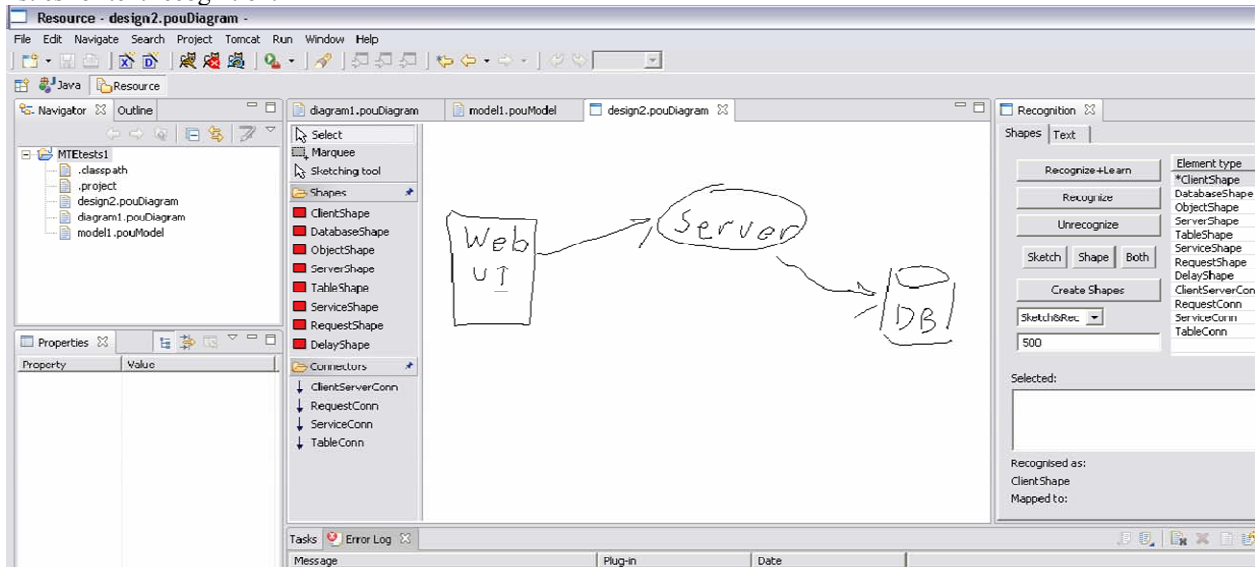 Resource - design2.pouDiagram -
File Edit Navigate Search Project Tomcat Run Window Help
Java Resource
Navigator Outline
MTEtests1
.classpath
.project
design2.pouDiagram
diagram1.pouDiagram
model1.pouModel
Properties
Property Value
diagram1.pouDiagram model1.pouModel design2.pouDiagram
Select
Marquee
Sketching tool
Shapes
ClientShape
DatabaseShape
ObjectShape
ServerShape
TableShape
ServiceShape
RequestShape
DelayShape
Connectors
ClientServerConn
RequestConn
ServiceConn
TableConn
Web
UI
Server
DB
Recognition
Shapes Text
Recognize+Learn
Recognize
Unrecognize
Sketch Shape Both
Create Shapes
Sketch&Rec
500
Element type
*ClientShape
DatabaseShape
ObjectShape
ServerShape
TableShape
ServiceShape
RequestShape
DelayShape
ClientServerCon
RequestConn
ServiceConn
TableConn
Selected:
Recognised as:
ClientShape
Mapped to:
Tasks Error Log
Message Plug-in Date